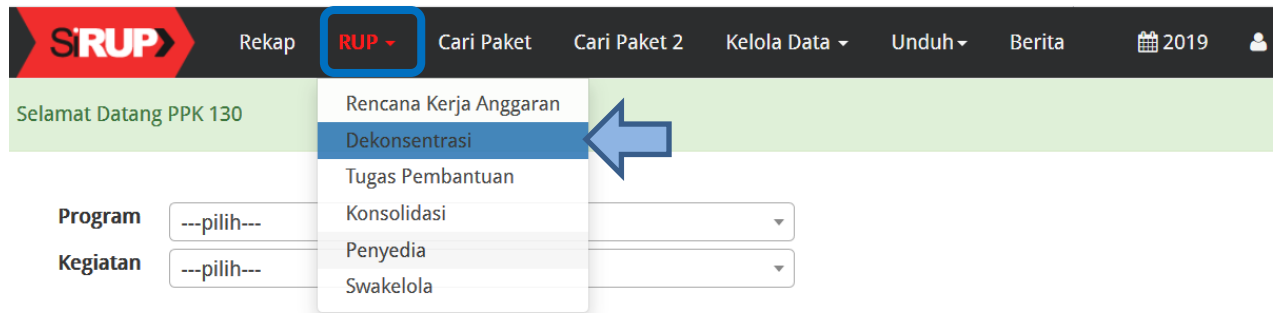 SiRUP Rekap RUP Cari Paket Cari Paket 2 Kelola Data Unduh Berita 2019
Selamat Datang PPK 130
Rencana Kerja Anggaran
Dekonsentrasi
Tugas Pembantuan
Konsolidasi
Penyedia
Swakelola
Program ---pilih---
Kegiatan ---pilih---